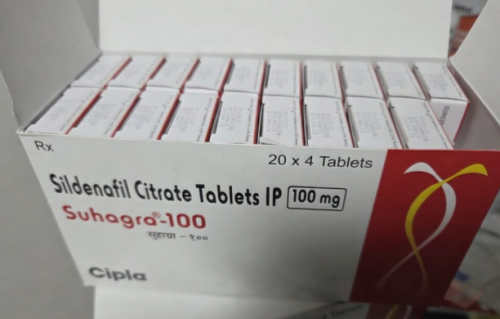 Rx
20 x 4 Tablets
Sildenafil Citrate Tablets IP 100 mg
Suhagra®-100
सुहाग्रा - १००
Cipla